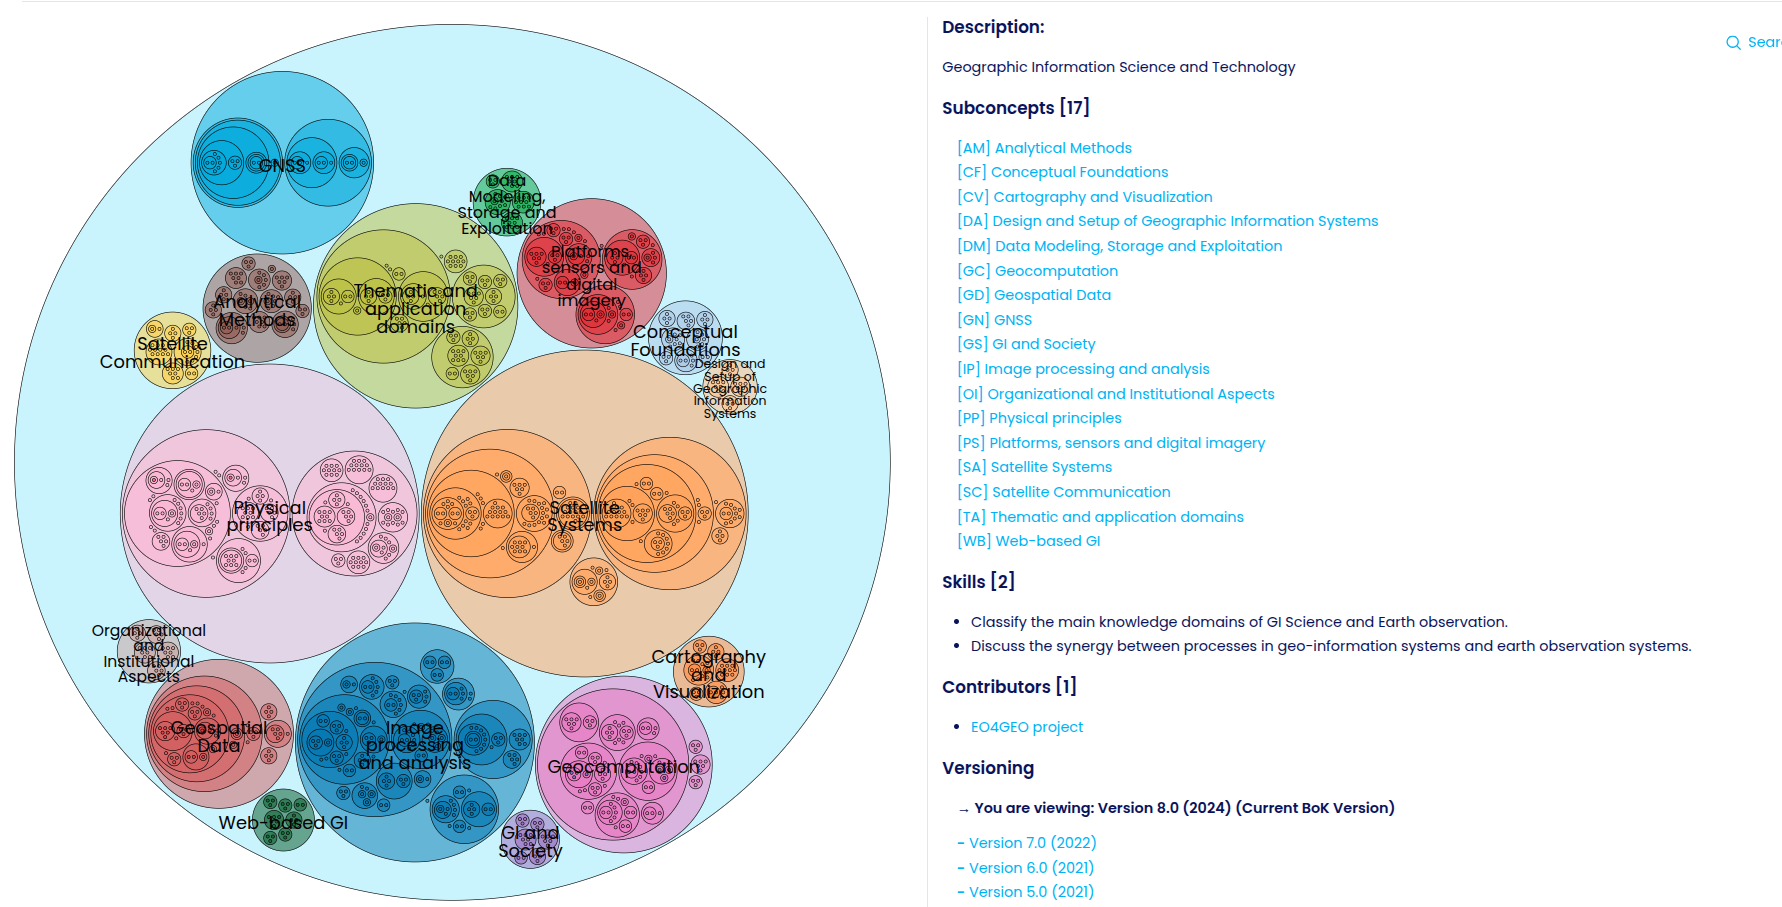 GNSS
Data
Modeling,
Storage and
Exploitation
Platforms,
sensors and
digital
imagery
Thematic and
application
domains
Analytical
Methods
Satellite
Communication
Conceptual
Foundations
Design and
Setup of
Geographic
Information
Systems
Physical
principles
Satellite
Systems
Organizational
and
Institutional
Aspects
Cartography
and
Visualization
Geospatial
Data
Image
processing
and analysis
Geocomputation
Web-based GI
GI and
Society
Description:
Sear
Geographic Information Science and Technology
Subconcepts [17]
[AM] Analytical Methods
[CF] Conceptual Foundations
[CV] Cartography and Visualization
[DA] Design and Setup of Geographic Information Systems
[DM] Data Modeling, Storage and Exploitation
[GC] Geocomputation
[GD] Geospatial Data
[GN] GNSS
[GS] GI and Society
[IP] Image processing and analysis
[OI] Organizational and Institutional Aspects
[PP] Physical principles
[PS] Platforms, sensors and digital imagery
[SA] Satellite Systems
[SC] Satellite Communication
[TA] Thematic and application domains
[WB] Web-based GI
Skills [2]
• Classify the main knowledge domains of GI Science and Earth observation.
• Discuss the synergy between processes in geo-information systems and earth observation systems.
Contributors [1]
• EO4GEO project
Versioning
→ You are viewing: Version 8.0 (2024) (Current BoK Version)
- Version 7.0 (2022)
- Version 6.0 (2021)
- Version 5.0 (2021)